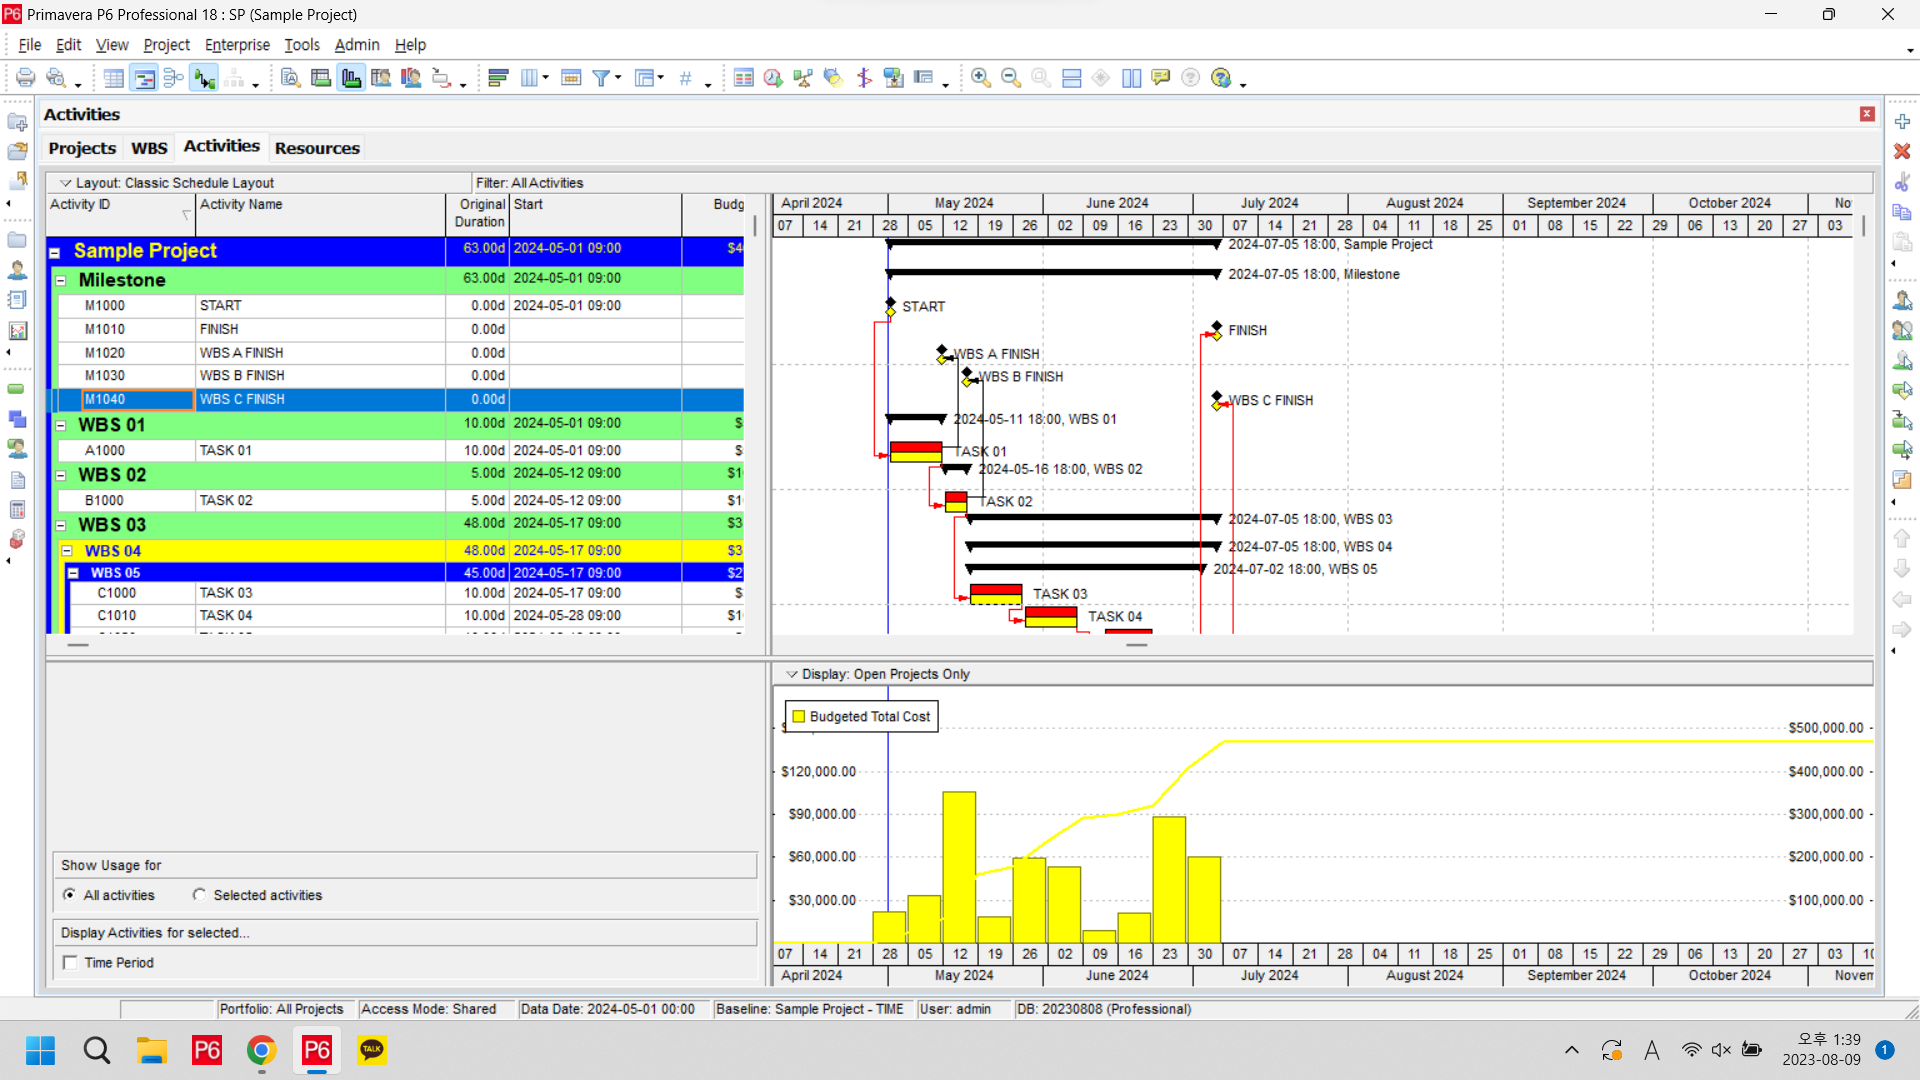 P6 Primavera P6 Professional 18 : SP (Sample Project)
File Edit View Project Enterprise Tools Admin Help
Activities
Projects WBS Activities Resources
Layout: Classic Schedule Layout Filter: All Activities
Activity ID Activity Name Original Duration Start Budg
April 2024 May 2024 June 2024 July 2024 August 2024 September 2024 October 2024 No
07 14 21 28 05 12 19 26 02 09 16 23 30 07 14 21 28 04 11 18 25 01 08 15 22 29 06 13 20 27 03
Sample Project 63.00d 2024-05-01 09:00 $4
2024-07-05 18:00, Sample Project
Milestone 63.00d 2024-05-01 09:00
2024-07-05 18:00, Milestone
M1000 START 0.00d 2024-05-01 09:00
START
M1010 FINISH 0.00d
FINISH
M1020 WBS A FINISH 0.00d
WBS A FINISH
M1030 WBS B FINISH 0.00d
WBS B FINISH
M1040 WBS C FINISH 0.00d
WBS C FINISH
WBS 01 10.00d 2024-05-01 09:00 $
2024-05-11 18:00, WBS 01
A1000 TASK 01 10.00d 2024-05-01 09:00 $
TASK 01
WBS 02 5.00d 2024-05-12 09:00 $1
2024-05-16 18:00, WBS 02
B1000 TASK 02 5.00d 2024-05-12 09:00 $1
TASK 02
WBS 03 48.00d 2024-05-17 09:00 $3
2024-07-05 18:00, WBS 03
WBS 04 48.00d 2024-05-17 09:00 $3
2024-07-05 18:00, WBS 04
WBS 05 45.00d 2024-05-17 09:00 $2
2024-07-02 18:00, WBS 05
C1000 TASK 03 10.00d 2024-05-17 09:00 $
TASK 03
C1010 TASK 04 10.00d 2024-05-28 09:00 $1
TASK 04
Display: Open Projects Only
Budgeted Total Cost
$500,000.00
$120,000.00 $400,000.00
$90,000.00 $300,000.00
$60,000.00 $200,000.00
$30,000.00 $100,000.00
07 14 21 28 05 12 19 26 02 09 16 23 30 07 14 21 28 04 11 18 25 01 08 15 22 29 06 13 20 27 03 10
April 2024 May 2024 June 2024 July 2024 August 2024 September 2024 October 2024 Novem
Show Usage for
All activities Selected activities
Display Activities for selected...
Time Period
Portfolio: All Projects Access Mode: Shared Data Date: 2024-05-01 00:00 Baseline: Sample Project - TIME User: admin DB: 20230808 (Professional)
P6 P6 TALK A 오후 1:39 1
2023-08-09